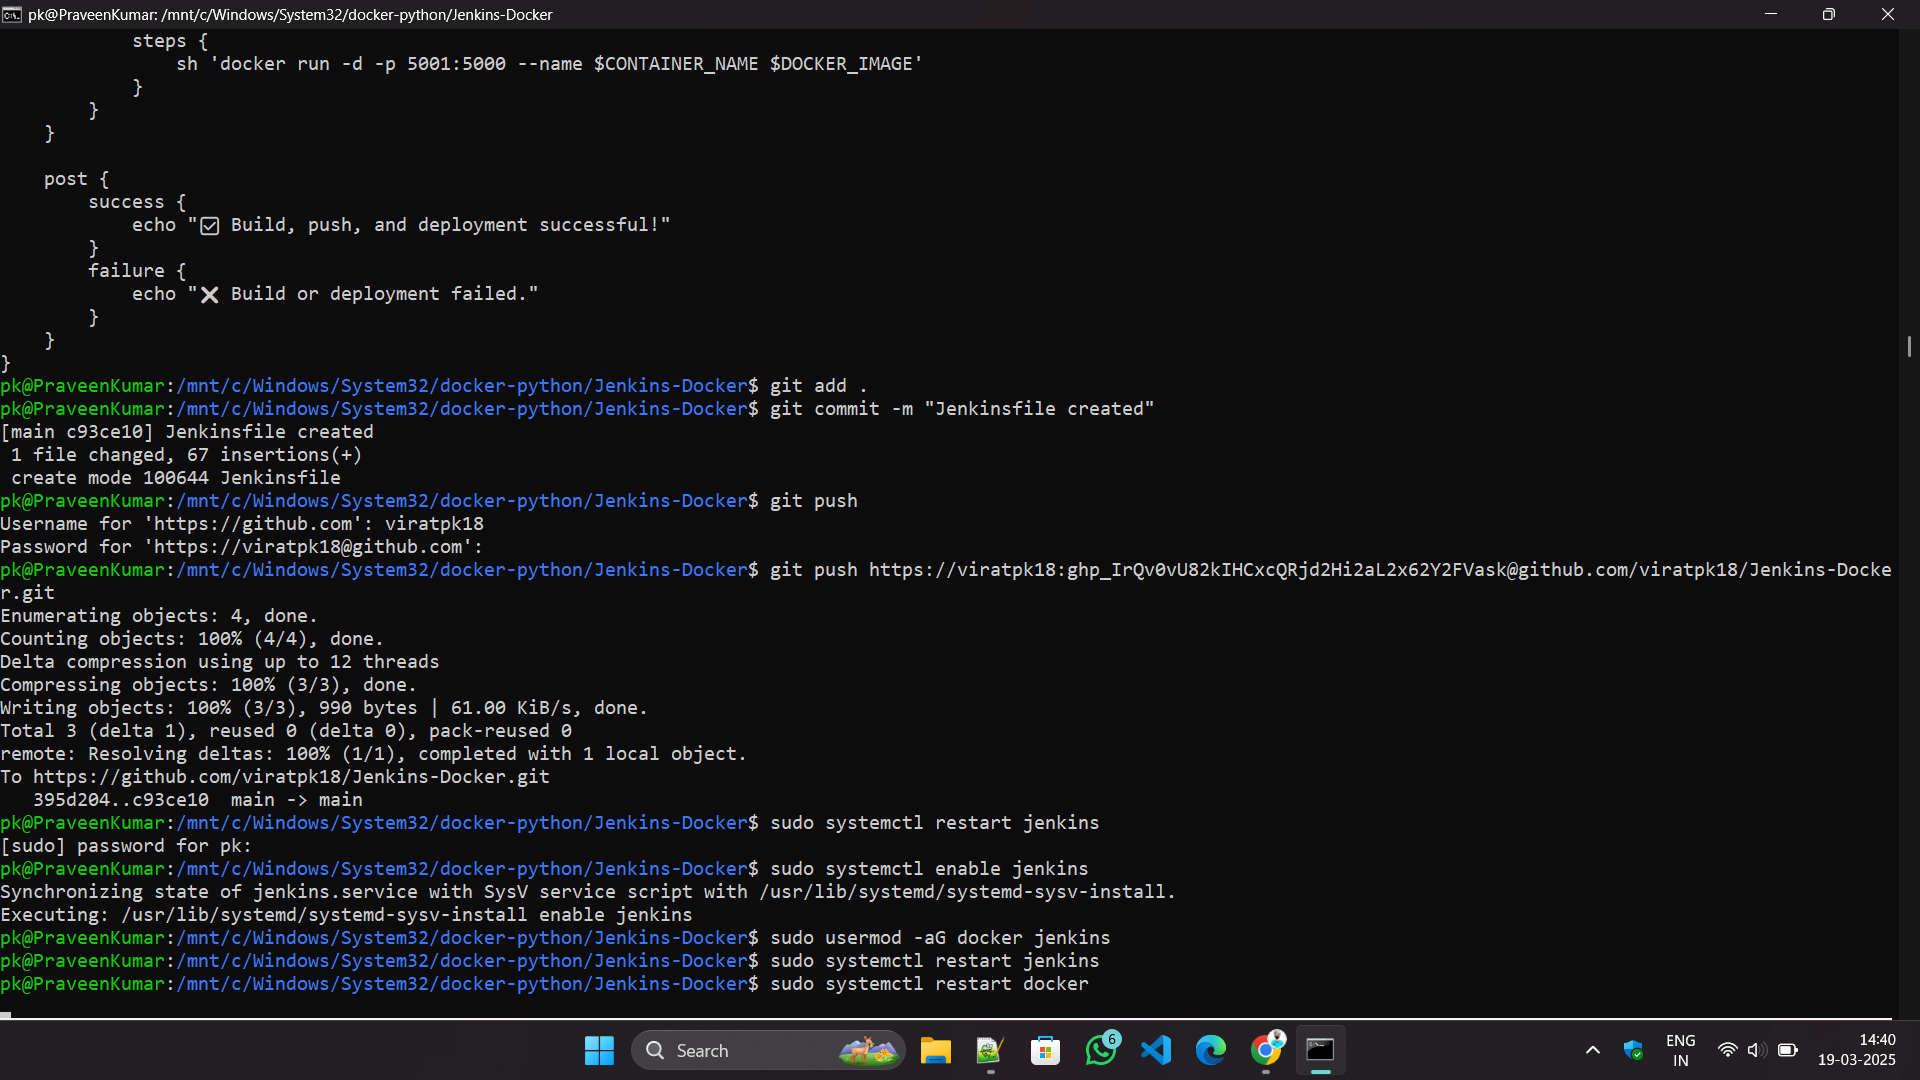 pk@PraveenKumar: /mnt/c/Windows/System32/docker-python/Jenkins-Docker
            steps {
                sh 'docker run -d -p 5001:5000 --name $CONTAINER_NAME $DOCKER_IMAGE'
            }
        }
    }
    post {
        success {
            echo "☑ Build, push, and deployment successful!"
        }
        failure {
            echo "❌ Build or deployment failed."
        }
    }
}
pk@PraveenKumar:/mnt/c/Windows/System32/docker-python/Jenkins-Docker$ git add .
pk@PraveenKumar:/mnt/c/Windows/System32/docker-python/Jenkins-Docker$ git commit -m "Jenkinsfile created"
[main c93ce10] Jenkinsfile created
 1 file changed, 67 insertions(+)
 create mode 100644 Jenkinsfile
pk@PraveenKumar:/mnt/c/Windows/System32/docker-python/Jenkins-Docker$ git push
Username for 'https://github.com': viratpk18
Password for 'https://viratpk18@github.com':
pk@PraveenKumar:/mnt/c/Windows/System32/docker-python/Jenkins-Docker$ git push https://viratpk18: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@github.com/viratpk18/Jenkins-Docke
r.git
Enumerating objects: 4, done.
Counting objects: 100% (4/4), done.
Delta compression using up to 12 threads
Compressing objects: 100% (3/3), done.
Writing objects: 100% (3/3), 990 bytes | 61.00 KiB/s, done.
Total 3 (delta 1), reused 0 (delta 0), pack-reused 0
remote: Resolving deltas: 100% (1/1), completed with 1 local object.
To https://github.com/viratpk18/Jenkins-Docker.git
   395d204..c93ce10  main -> main
pk@PraveenKumar:/mnt/c/Windows/System32/docker-python/Jenkins-Docker$ sudo systemctl restart jenkins
[sudo] password for pk:
pk@PraveenKumar:/mnt/c/Windows/System32/docker-python/Jenkins-Docker$ sudo systemctl enable jenkins
Synchronizing state of jenkins.service with SysV service script with /usr/lib/systemd/systemd-sysv-install.
Executing: /usr/lib/systemd/systemd-sysv-install enable jenkins
pk@PraveenKumar:/mnt/c/Windows/System32/docker-python/Jenkins-Docker$ sudo usermod -aG docker jenkins
pk@PraveenKumar:/mnt/c/Windows/System32/docker-python/Jenkins-Docker$ sudo systemctl restart jenkins
pk@PraveenKumar:/mnt/c/Windows/System32/docker-python/Jenkins-Docker$ sudo systemctl restart docker
Search
6
ENG
IN
14:40
19-03-2025